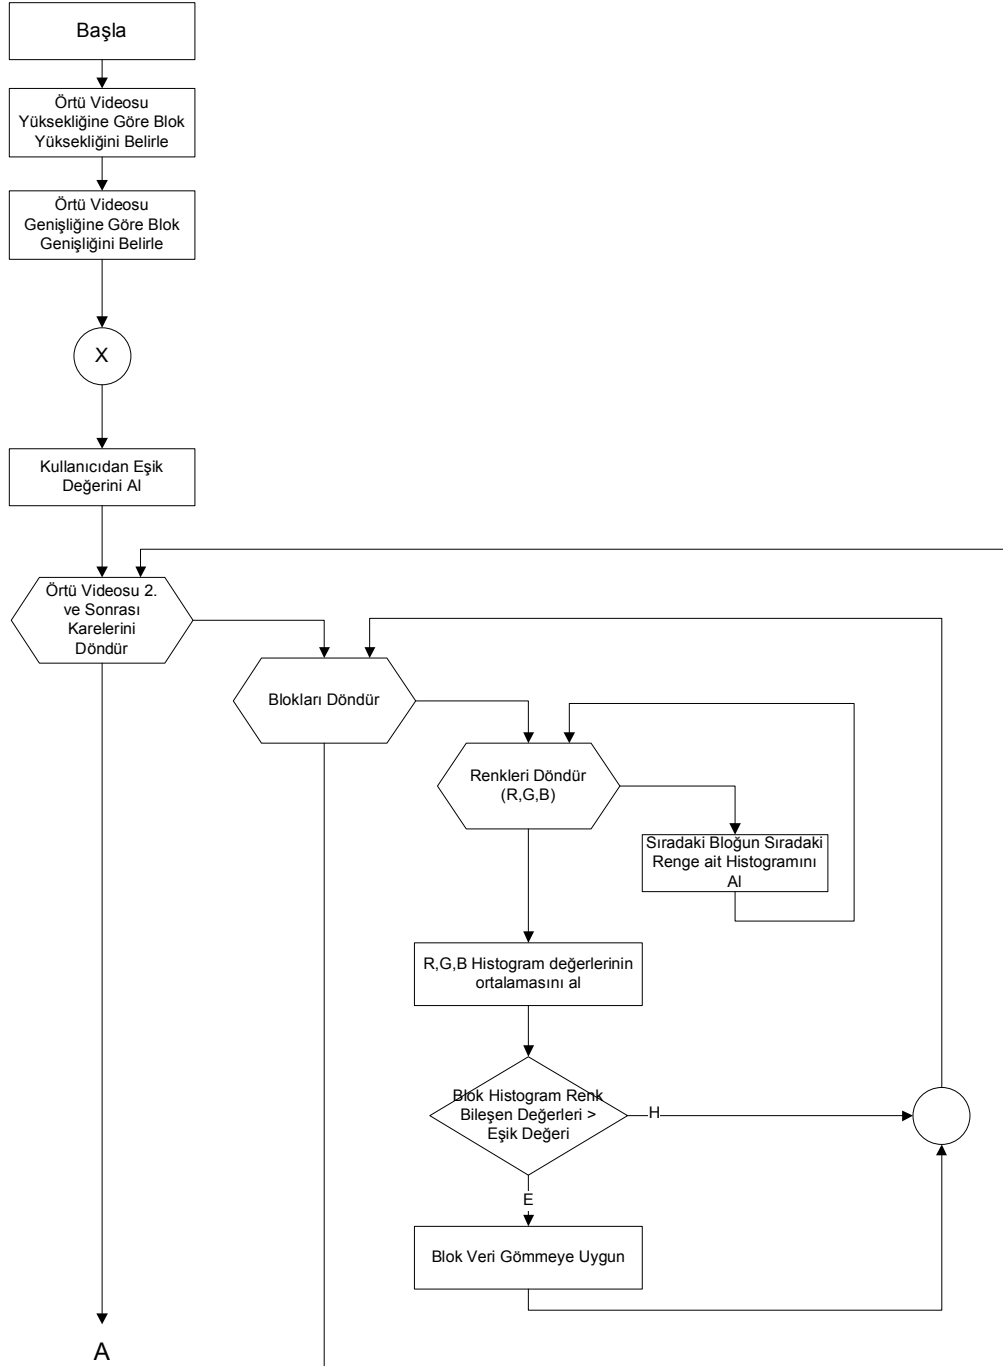 Başla
Örtü Videosu
Yüksekliğine Göre Blok
Yüksekliğini Belirle
Örtü Videosu
Genişliğine Göre Blok
Genişliğini Belirle
X
Kullanıcıdan Eşik
Değerini Al
Örtü Videosu 2.
ve Sonrası
Karelerini
Döndür
Blokları Döndür
Renkleri Döndür
(R,G,B)
Sıradaki Bloğun Sıradaki
Renge ait Histogramını
Al
R,G,B Histogram değerlerinin
ortalamasını al
Blok Histogram Renk
Bileşen Değerleri >
Eşik Değeri
H
E
Blok Veri Gömmeye Uygun
A